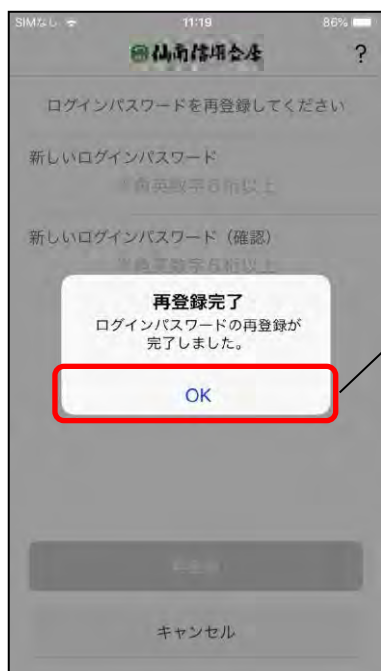 SIMなし 11:19 86%
仙南信用金庫 ?
ログインパスワードを再登録してください
新しいログインパスワード
半角英数字6桁以上
新しいログインパスワード（確認）
半角英数字6桁以上
再登録完了
ログインパスワードの再登録が
完了しました。
OK
キャンセル